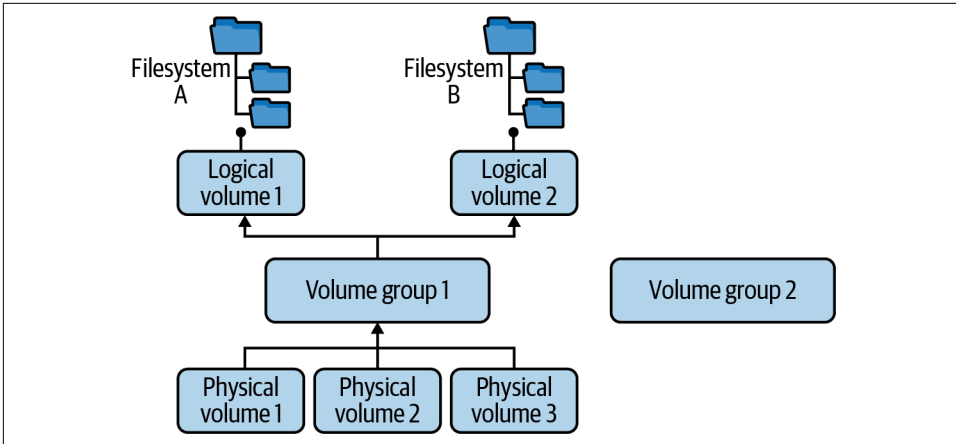 Filesystem
A
Filesystem
B
Logical
volume 1
Logical
volume 2
Volume group 1
Volume group 2
Physical
volume 1
Physical
volume 2
Physical
volume 3